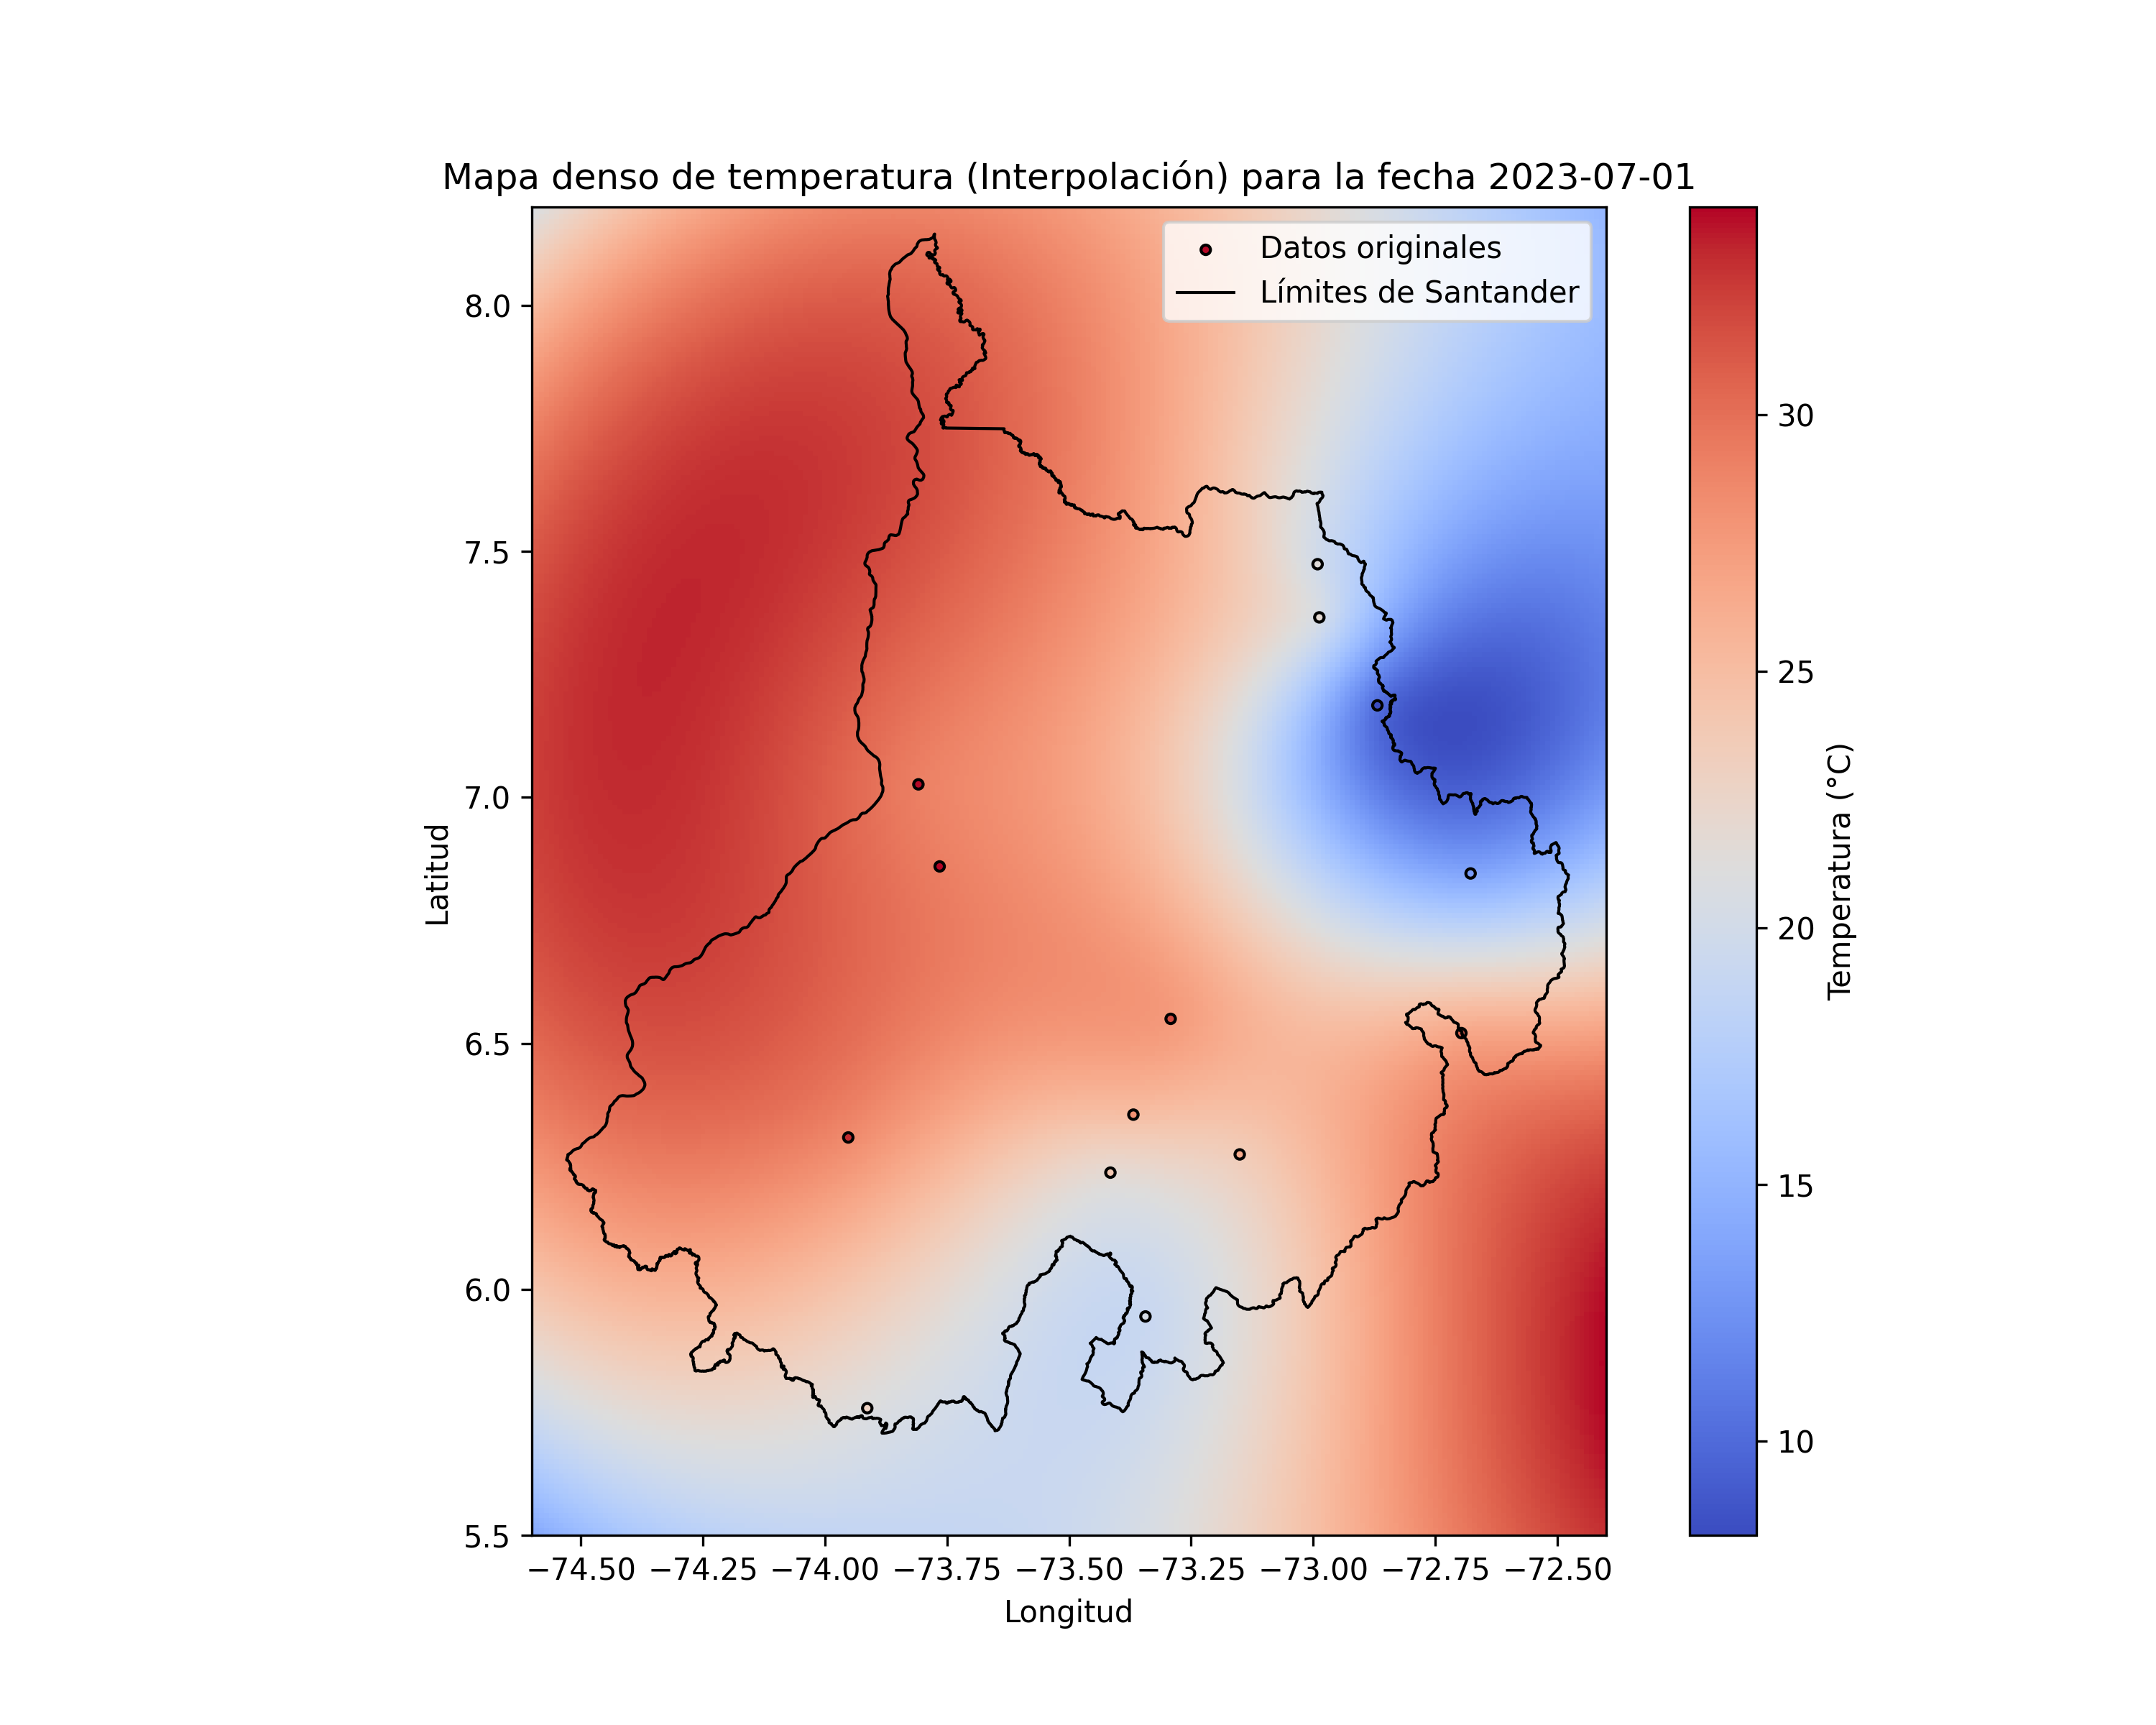 Mapa denso de temperatura (Interpolación) para la fecha 2023-07-01
Datos originales
Límites de Santander
8.0
7.5
7.0
6.5
6.0
5.5
Latitud
−74.50 −74.25 −74.00 −73.75 −73.50 −73.25 −73.00 −72.75 −72.50
Longitud
30
25
20
15
10
Temperatura (°C)